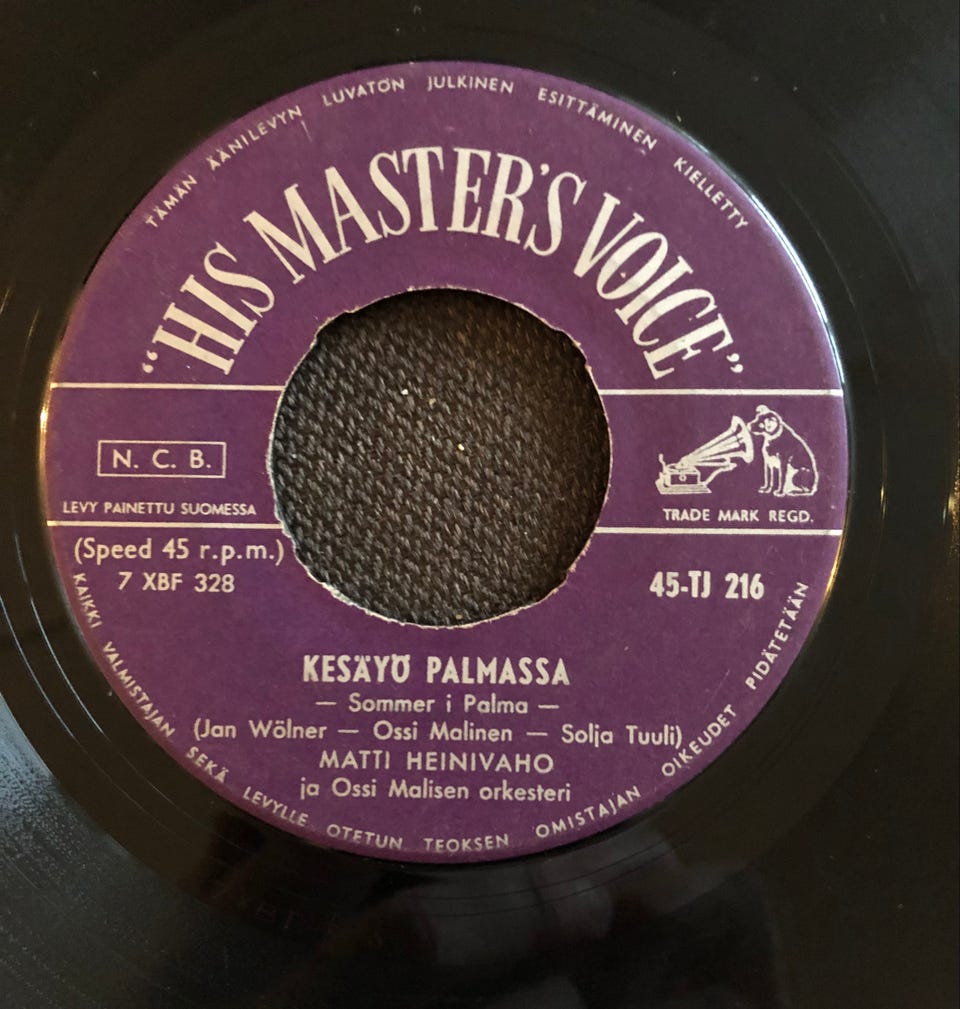 TÄMÄN ÄÄNILEVYN LUVATON JULKINEN ESITTÄMINEN KIELLETTY
“HIS MASTER'S VOICE”
N. C. B.
LEVY PAINETTU SUOMESSA
TRADE MARK REGD.
(Speed 45 r.p.m.)
7 XBF 328
45-TJ 216
KESÄYÖ PALMASSA
— Sommer i Palma —
(Jan Wölner — Ossi Malinen — Solja Tuuli)
MATTI HEINIVAHO
ja Ossi Malisen orkesteri
KAIKKI VALMISTAJAN SEKÄ LEVYLLE OTETUN TEOKSEN OMISTAJAN OIKEUDET PIDÄTETÄÄN